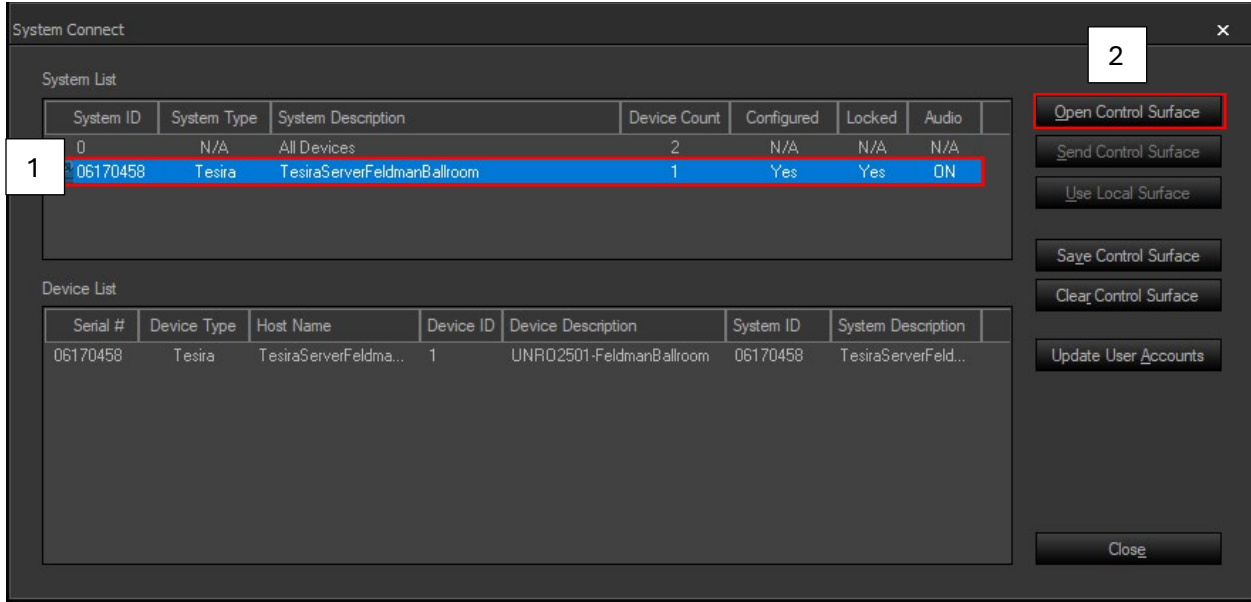 System Connect
2
System List
System ID System Type System Description Device Count Configured Locked Audio
Open Control Surface
0 N/A All Devices 2 N/A N/A N/A
Send Control Surface
1
06170458 Tesira TesiraServerFeldmanBallroom 1 Yes Yes ON
Use Local Surface
Save Control Surface
Device List
Clear Control Surface
Serial # Device Type Host Name Device ID Device Description System ID System Description
06170458 Tesira TesiraServerFeldma... 1 UNRO2501-FeldmanBallroom 06170458 TesiraServerFeld...
Update User Accounts
Close